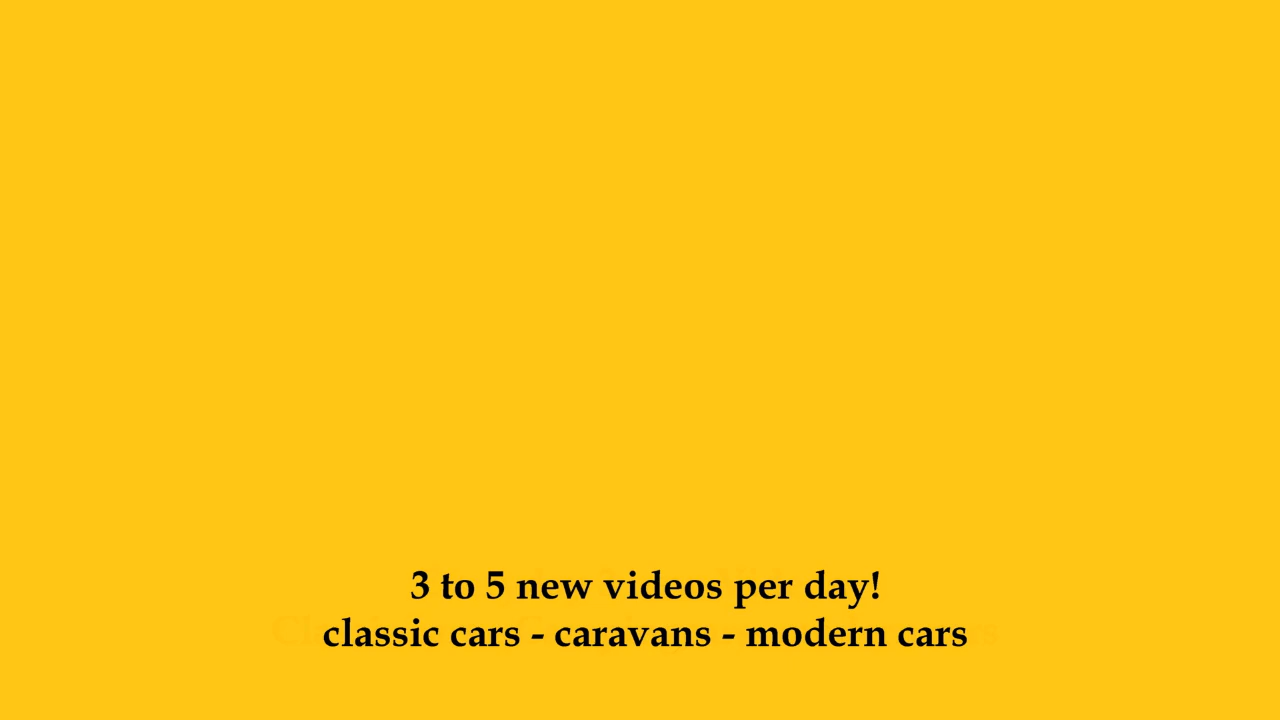 3 to 5 new videos per day!
classic cars - caravans - modern cars